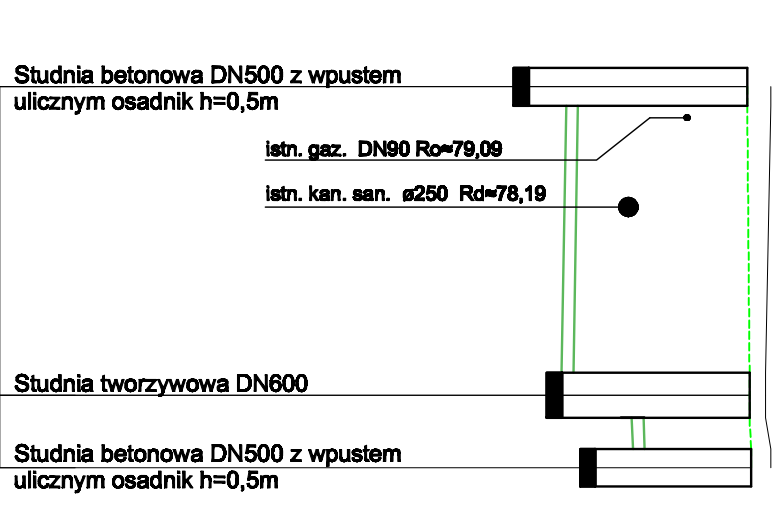 Studnia betonowa DN500 z wpustem
ulicznym osadnik h=0,5m
istn. gaz. DN90 Ro≈79,09
istn. kan. san. ø250 Rd≈78,19
Studnia tworzywowa DN600
Studnia betonowa DN500 z wpustem
ulicznym osadnik h=0,5m